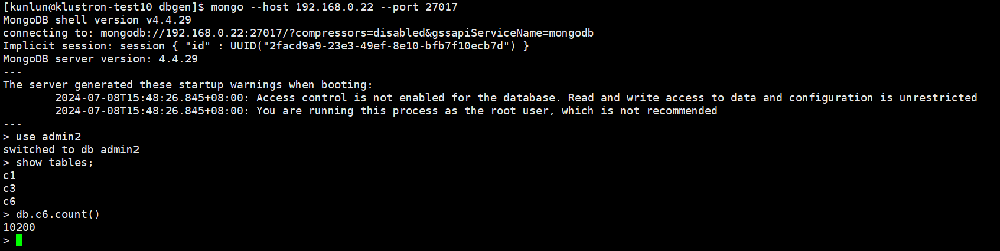 [kunlun@klustron-test10 dbgen]$ mongo --host 192.168.0.22 --port 27017
MongoDB shell version v4.4.29
connecting to: mongodb://192.168.0.22:27017/?compressors=disabled&gssapiServiceName=mongodb
Implicit session: session { "id" : UUID("2facd9a9-23e3-49ef-8e10-bfb7f10ecb7d") }
MongoDB server version: 4.4.29
---
The server generated these startup warnings when booting:
        2024-07-08T15:48:26.845+08:00: Access control is not enabled for the database. Read and write access to data and configuration is unrestricted
        2024-07-08T15:48:26.845+08:00: You are running this process as the root user, which is not recommended
---
> use admin2
switched to db admin2
> show tables;
c1
c3
c6
> db.c6.count()
10200
>